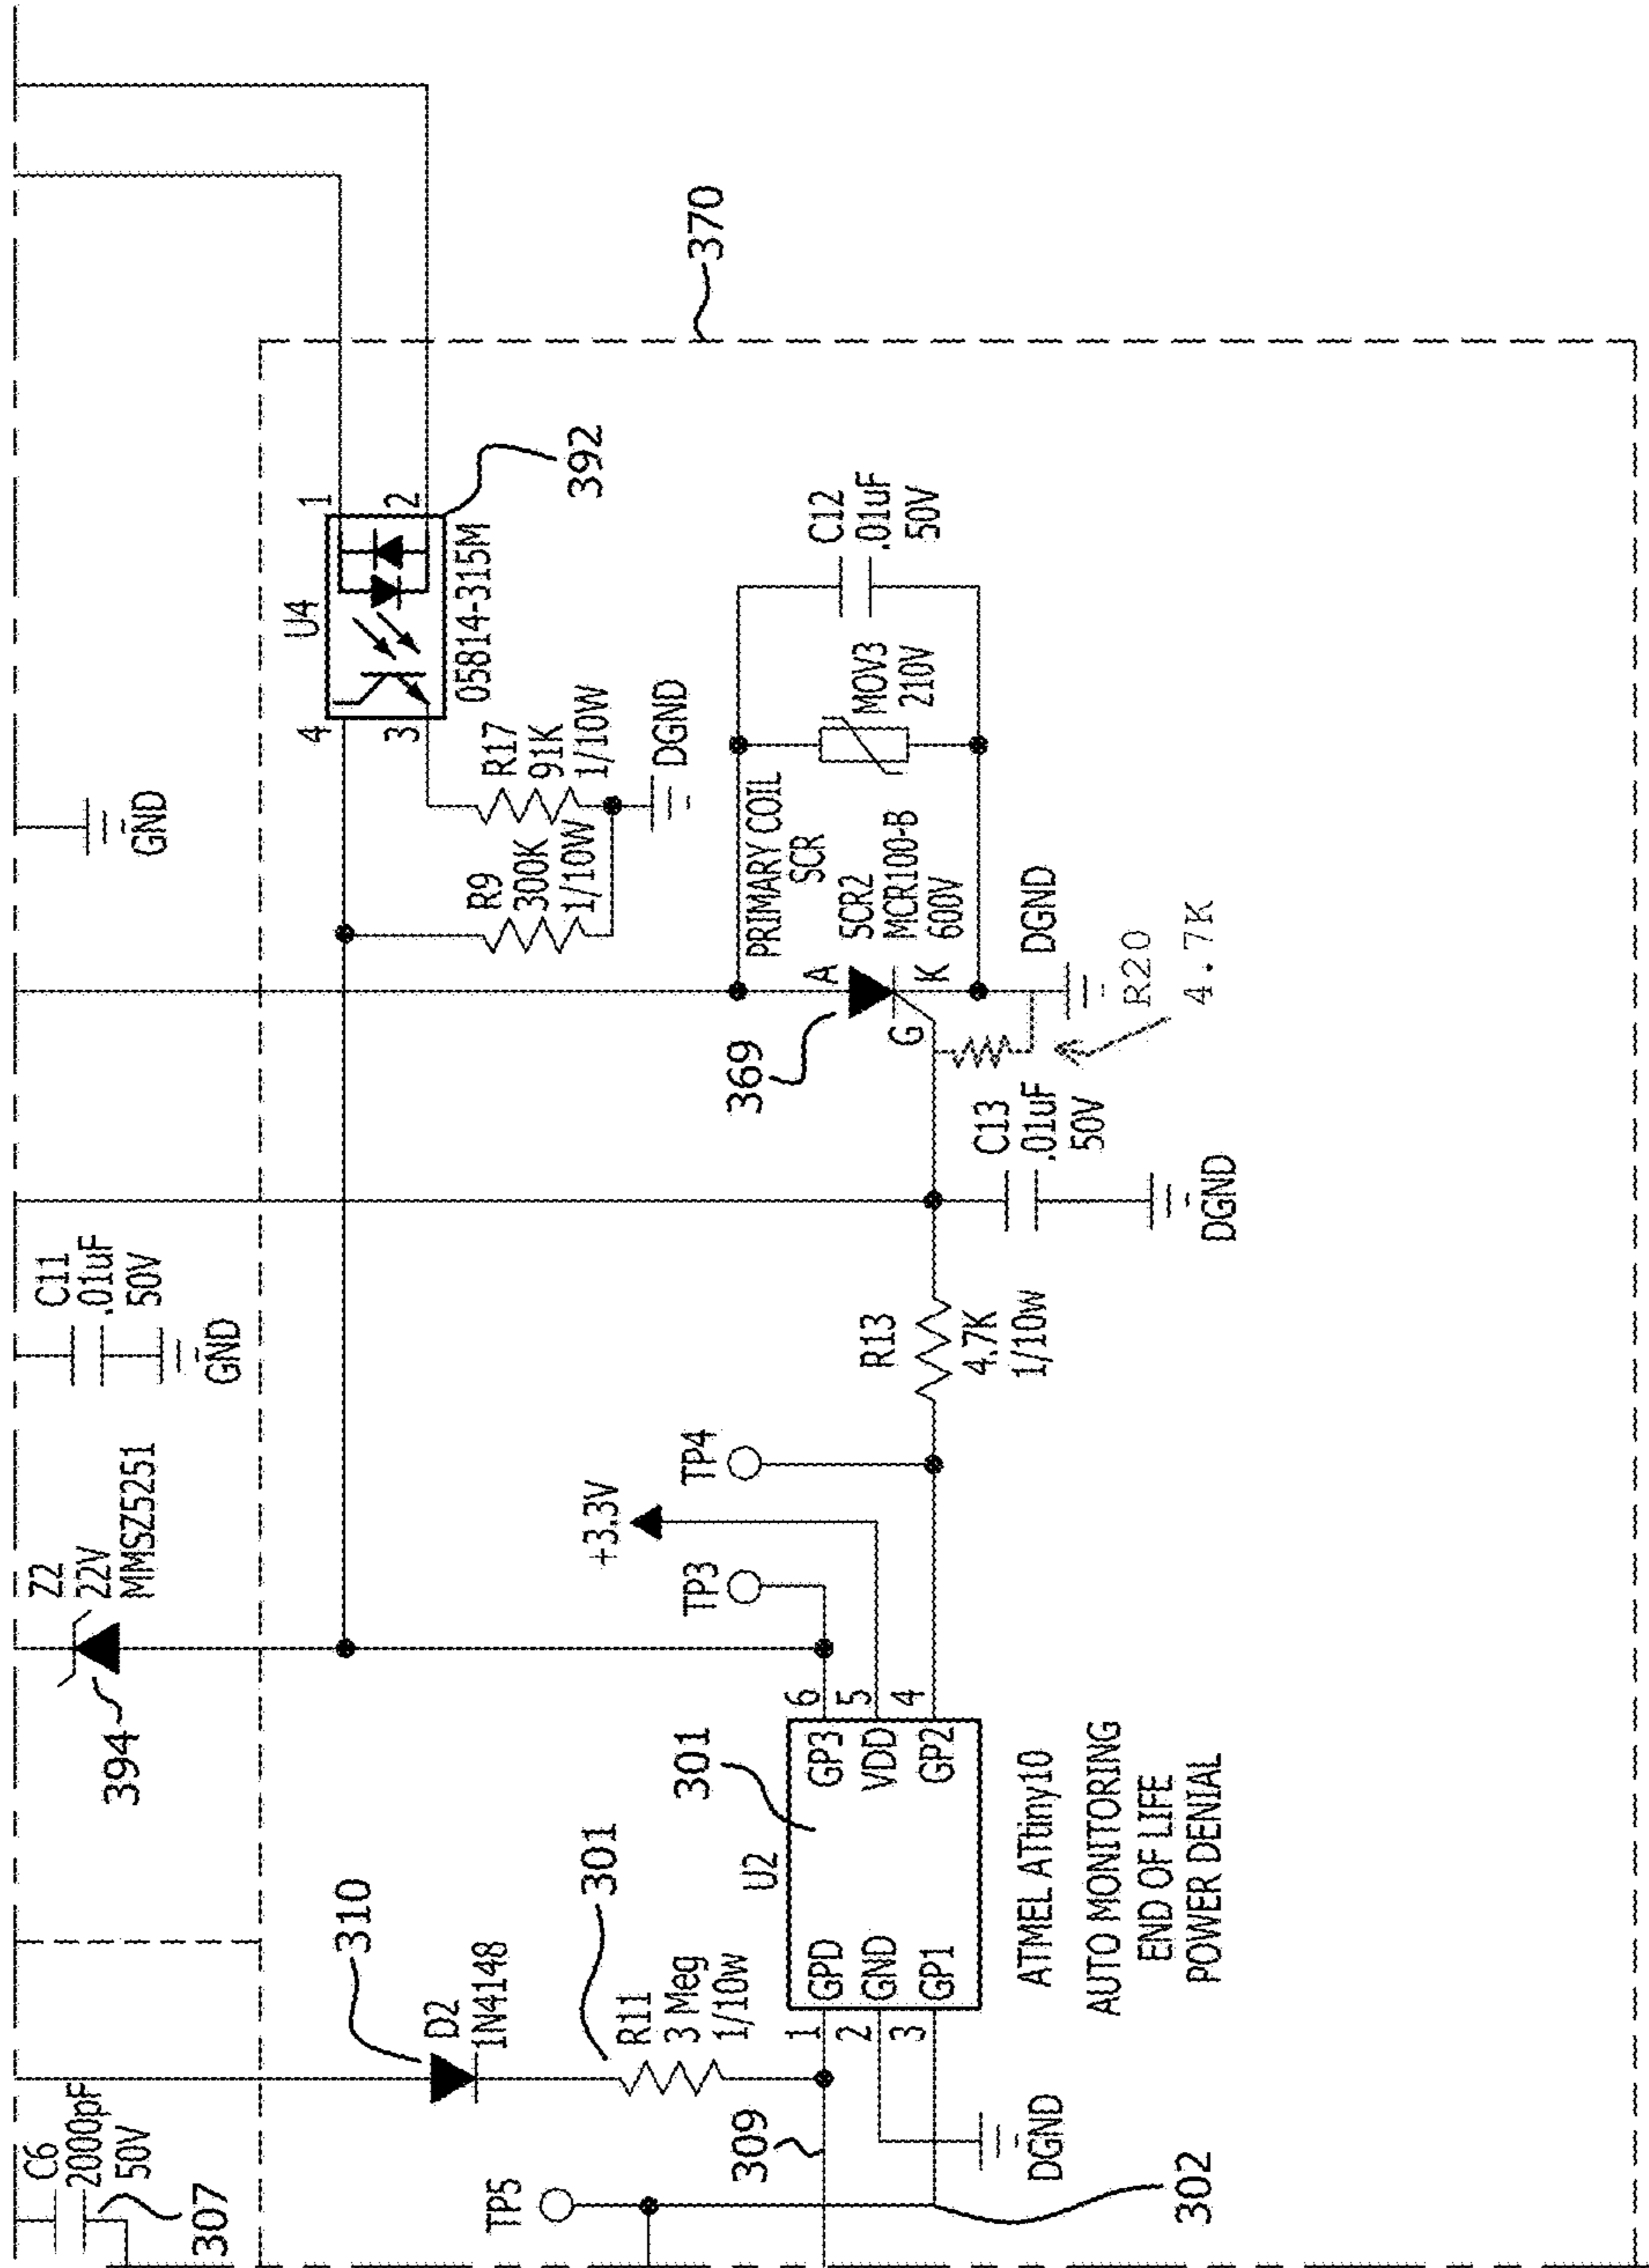 C6
2000pF
50V
307
TP5
309
302
310
D2
1N4148
301
R11
3 Meg
1/10w
U2
301
1
2
3
GPD
GND
GP1
GP3
VDD
GP2
6
5
4
DGND
ATMEL ATtiny10
AUTO MONITORING
END OF LIFE
POWER DENIAL
394
Z2
22V
MMSZ5251
TP3
+3.3V
TP4
C11
.01uF
50V
GND
R13
4.7K
1/10w
C13
.01uF
50V
DGND
369
A
G
K
PRIMARY COIL
SCR
SCR2
MCR100-B
600V
DGND
R20
4.7K
MOV3
210V
C12
.01uF
50V
GND
R9
300K
1/10W
R17
91K
1/10W
DGND
U4
4
3
1
2
05814-315M
392
370